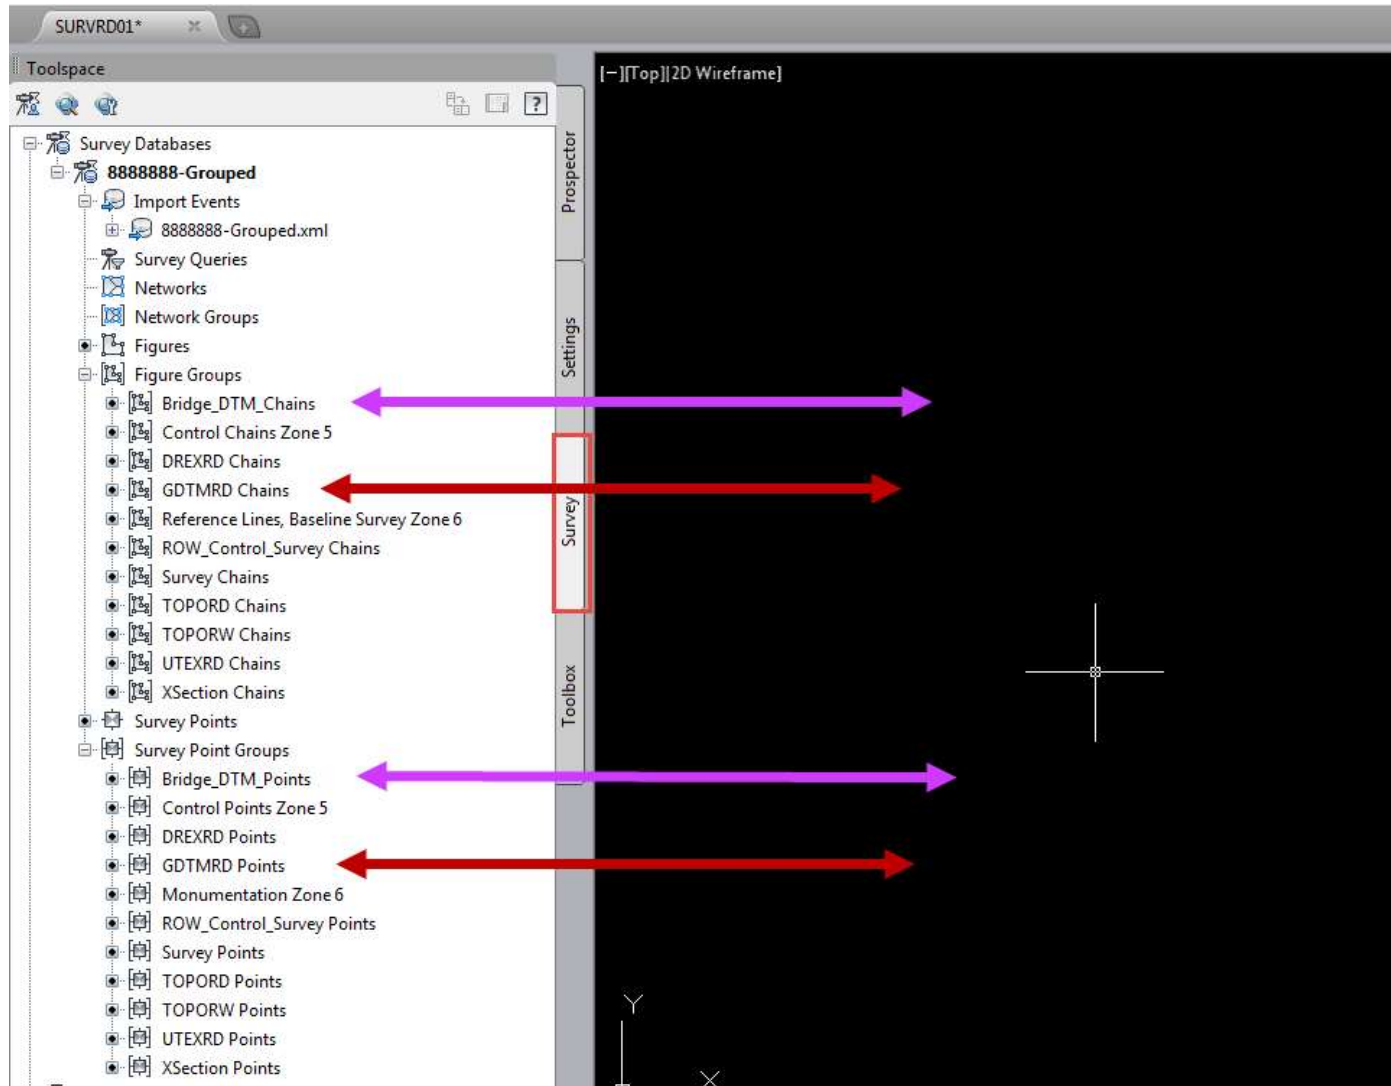 SURVRD01*
Toolspace
[−][Top][2D Wireframe]
?
Survey Databases
8888888-Grouped
Import Events
8888888-Grouped.xml
Survey Queries
Networks
Network Groups
Figures
Figure Groups
Bridge_DTM_Chains
Control Chains Zone 5
DREXRD Chains
GDTMRD Chains
Reference Lines, Baseline Survey Zone 6
ROW_Control_Survey Chains
Survey Chains
TOPORD Chains
TOPORW Chains
UTEXRD Chains
XSection Chains
Survey Points
Survey Point Groups
Bridge_DTM_Points
Control Points Zone 5
DREXRD Points
GDTMRD Points
Monumentation Zone 6
ROW_Control_Survey Points
Survey Points
TOPORD Points
TOPORW Points
UTEXRD Points
XSection Points
Prospector
Settings
Survey
Toolbox
Y
X